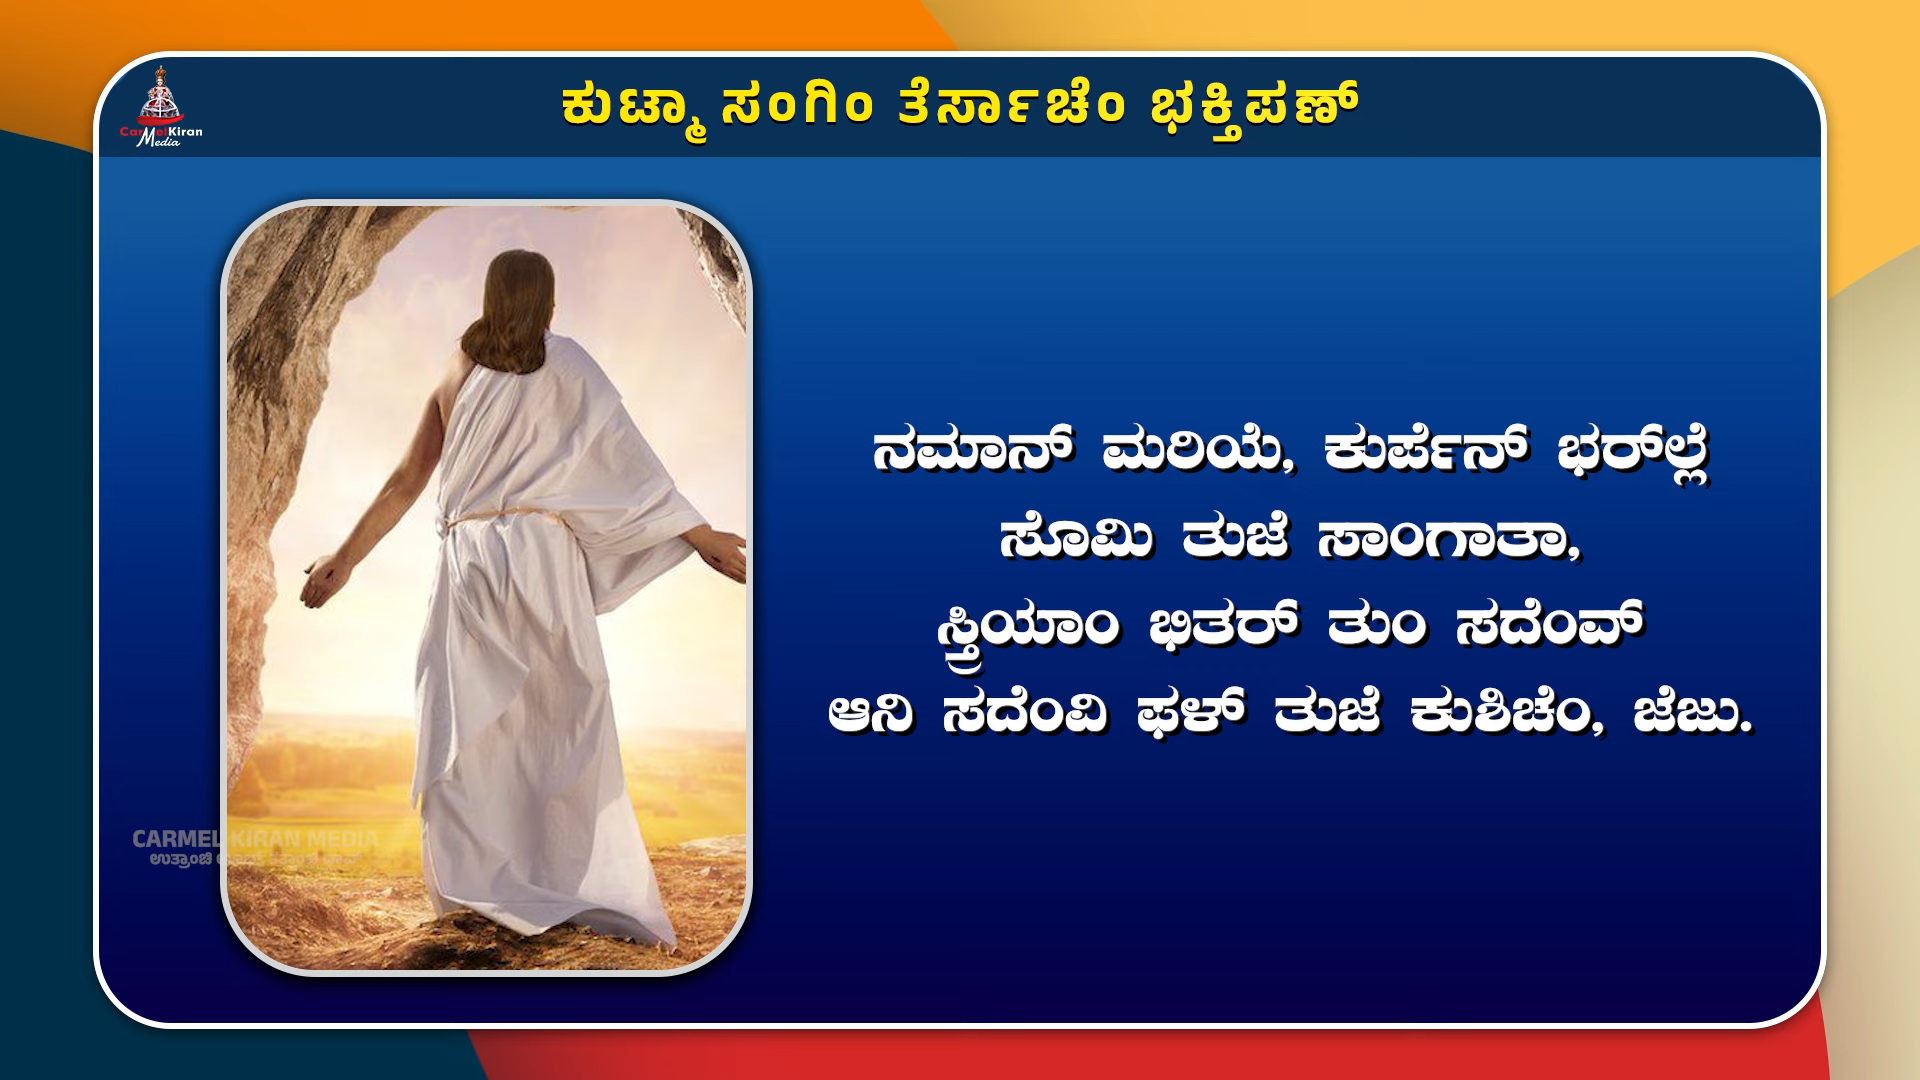 ಕುಟ್ಮಾ ಸಂಗಿಂ ತೆರ್ಸಾಚೆಂ ಭಕ್ತಿಪಣ್
CarmelKiran
Media
ನಮಾನ್ ಮರಿಯೆ, ಕುರ್ಪೆನ್ ಭರ್‌ಲ್ಲೆ
ಸೊಮಿ ತುಜೆ ಸಾಂಗಾತಾ,
ಸ್ತ್ರಿಯಾಂ ಭಿತರ್ ತುಂ ಸದೆಂವ್
ಆನಿ ಸದೆಂವಿ ಫಳ್ ತುಜೆ ಕುಶಿಚೆಂ, ಜೆಜು.
CARMEL KIRAN MEDIA